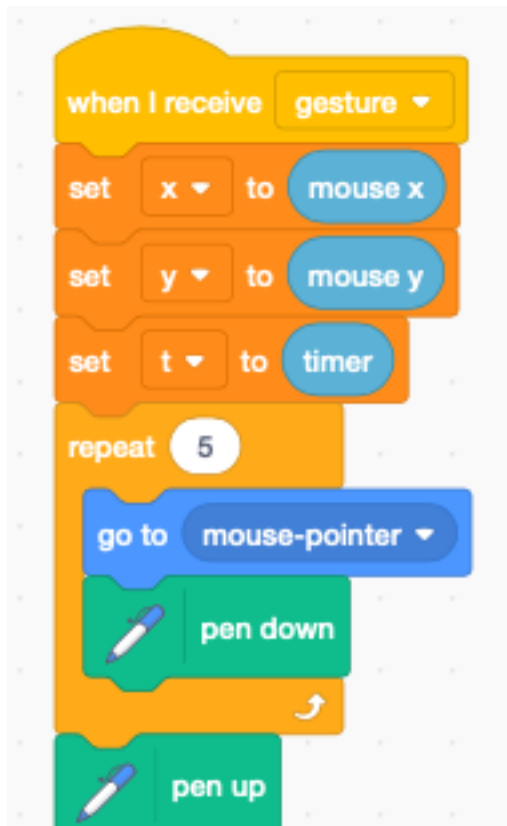 when I receive gesture
set x to mouse x
set y to mouse y
set t to timer
repeat 5
go to mouse-pointer
pen down
pen up